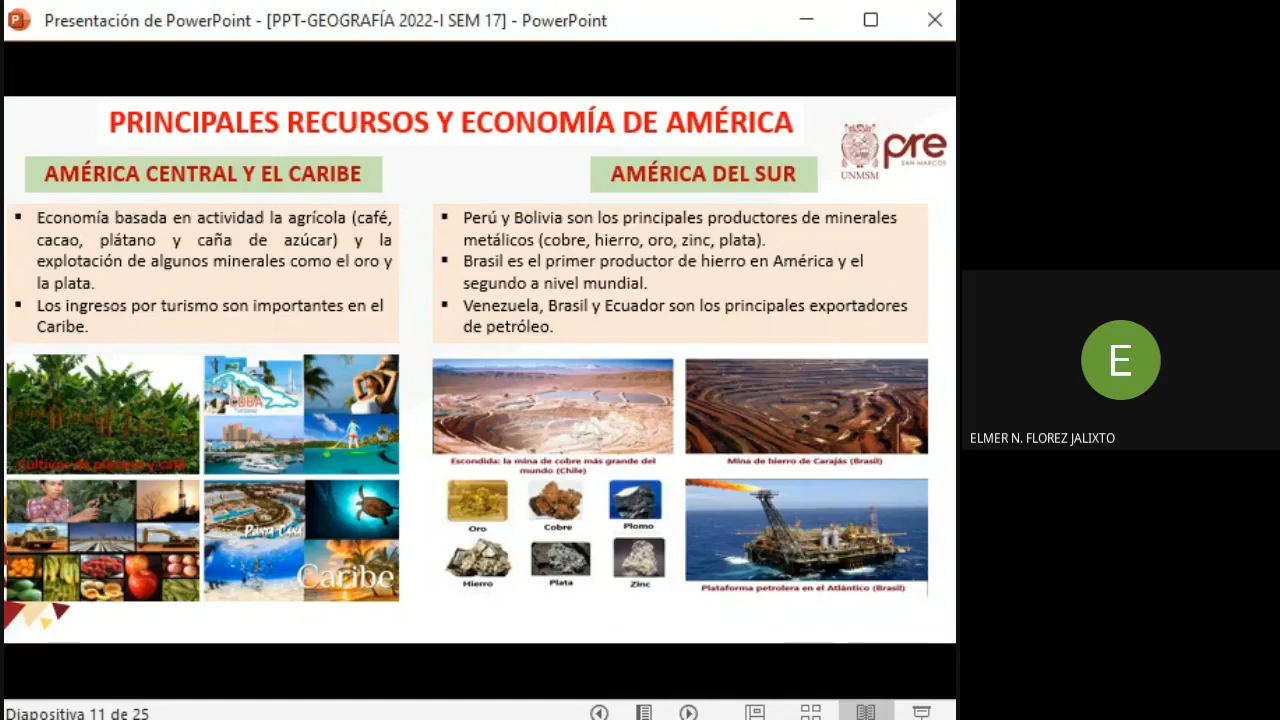 Presentación de PowerPoint - [PPT-GEOGRAFÍA 2022-I SEM 17] - PowerPoint
PRINCIPALES RECURSOS Y ECONOMÍA DE AMÉRICA
UNMSM
pre
SAN MARCOS
AMÉRICA CENTRAL Y EL CARIBE
▪ Economía basada en actividad la agrícola (café,
cacao, plátano y caña de azúcar) y la
explotación de algunos minerales como el oro y
la plata.
▪ Los ingresos por turismo son importantes en el
Caribe.
Cultivos de plátano y café
CUBA
Punta Cana
Caribe
AMÉRICA DEL SUR
▪ Perú y Bolivia son los principales productores de minerales
metálicos (cobre, hierro, oro, zinc, plata).
▪ Brasil es el primer productor de hierro en América y el
segundo a nivel mundial.
▪ Venezuela, Brasil y Ecuador son los principales exportadores
de petróleo.
Escondida: la mina de cobre más grande del
mundo (Chile)
Mina de hierro de Carajás (Brasil)
Oro
Cobre
Plomo
Hierro
Plata
Zinc
Plataforma petrolera en el Atlántico (Brasil)
E
ELMER N. FLOREZ JALIXTO
Diapositiva 11 de 25